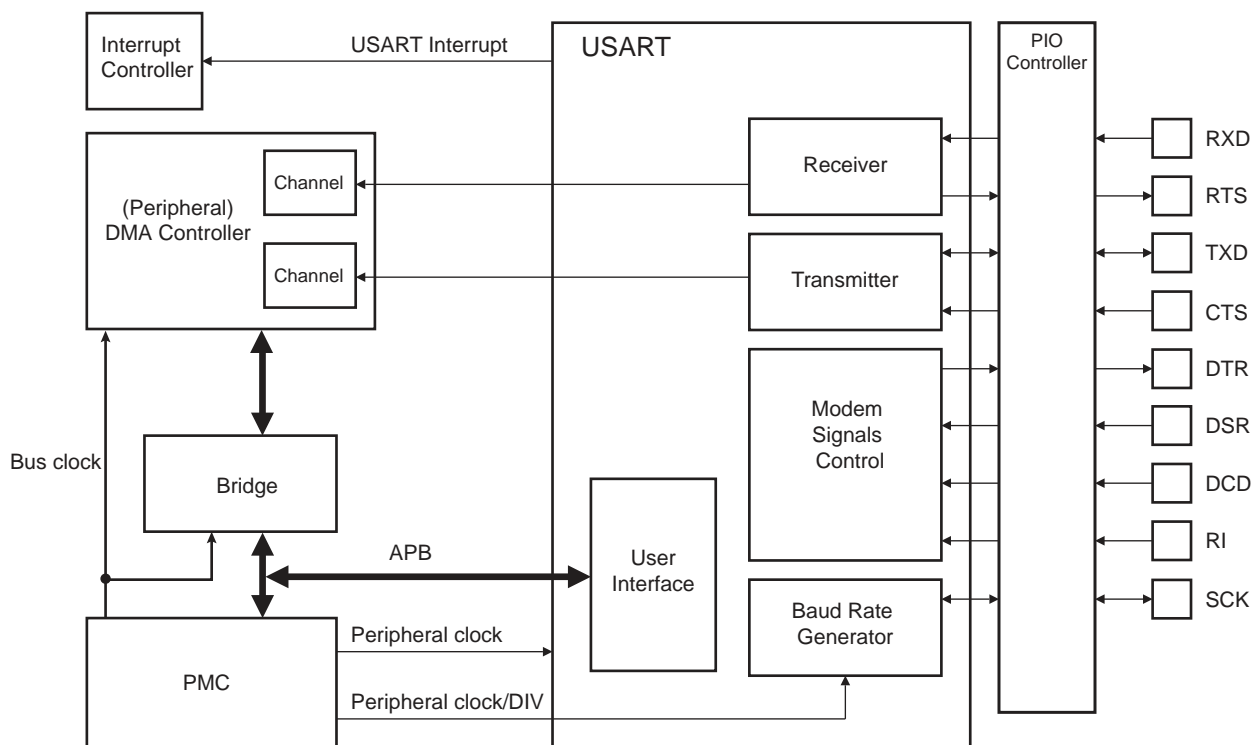 Interrupt
Controller
USART Interrupt
USART
PIO
Controller
(Peripheral)
DMA Controller
Channel
Channel
Receiver
Transmitter
Modem
Signals
Control
RXD
RTS
TXD
CTS
DTR
DSR
DCD
RI
SCK
Bus clock
Bridge
APB
User
Interface
Baud Rate
Generator
PMC
Peripheral clock
Peripheral clock/DIV